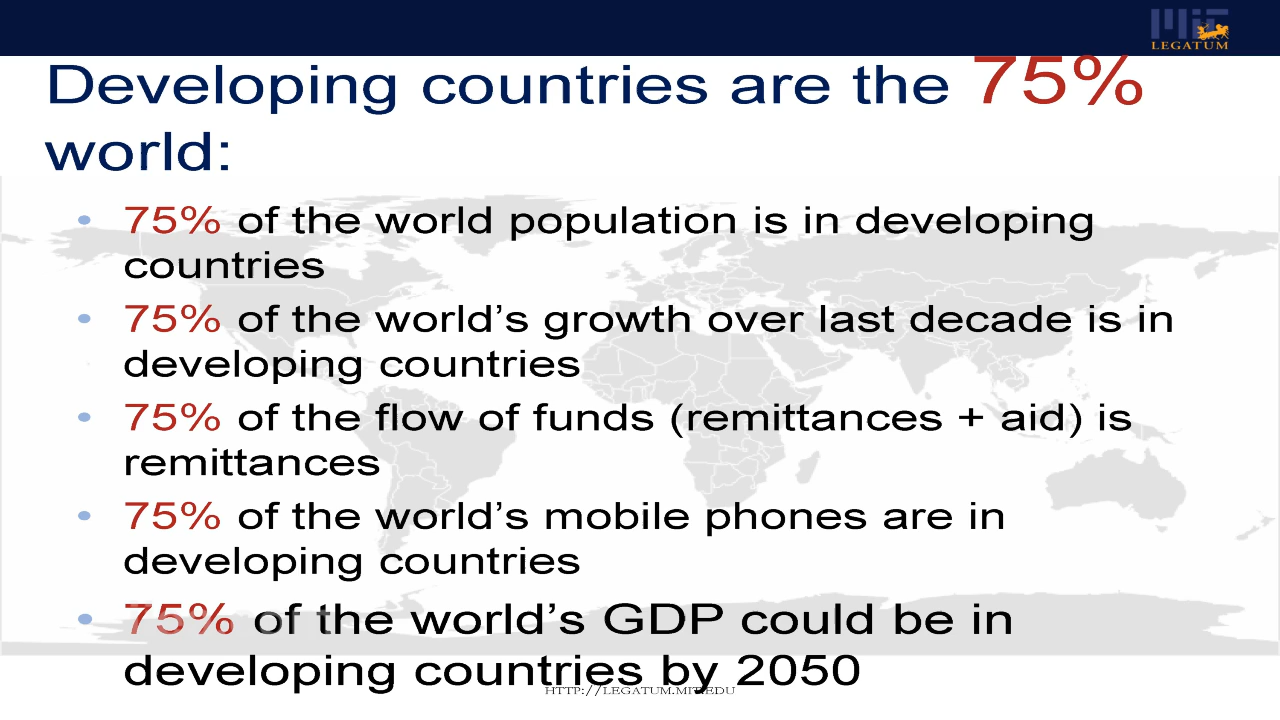 MIT
LEGATUM
Developing countries are the 75%
world:
• 75% of the world population is in developing
countries
• 75% of the world’s growth over last decade is in
developing countries
• 75% of the flow of funds (remittances + aid) is
remittances
• 75% of the world’s mobile phones are in
developing countries
• 75% of the world’s GDP could be in
developing countries by 2050
HTTP://LEGATUM.MIT.EDU